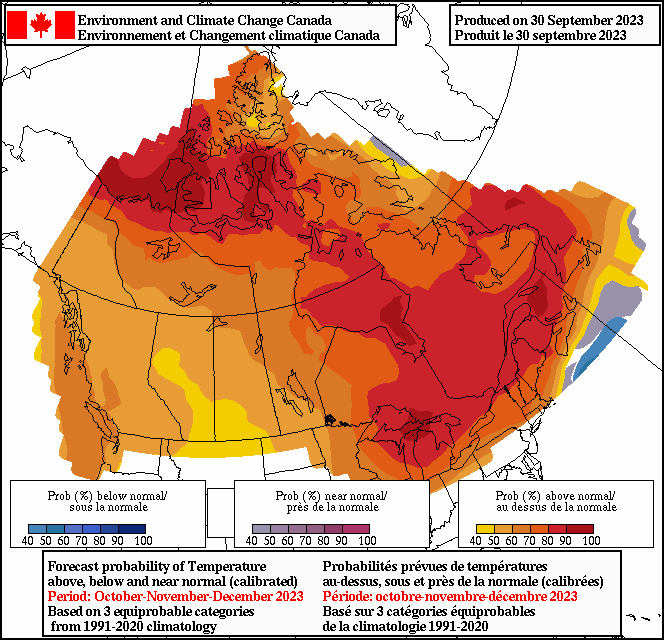 Environment and Climate Change Canada
Environnement et Changement climatique Canada
Produced on 30 September 2023
Produit le 30 septembre 2023
Prob (%) below normal/
sous la normale
40 50 60 70 80 90 100
Prob (%) near normal/
près de la normale
40 50 60 70 80 90 100
Prob (%) above normal/
au dessus de normale
40 50 60 70 80 90 100
Forecast probability of Temperature
above, below and near normal (calibrated)
Period: October-November-December 2023
Based on 3 equiprobable categories
from 1991-2020 climatology
Probabilités prévues de températures
au-dessus, sous et près de la normale (calibrées)
Période: octobre-novembre-décembre 2023
Basé sur 3 catégories équiprobables
de la climatologie 1991-2020